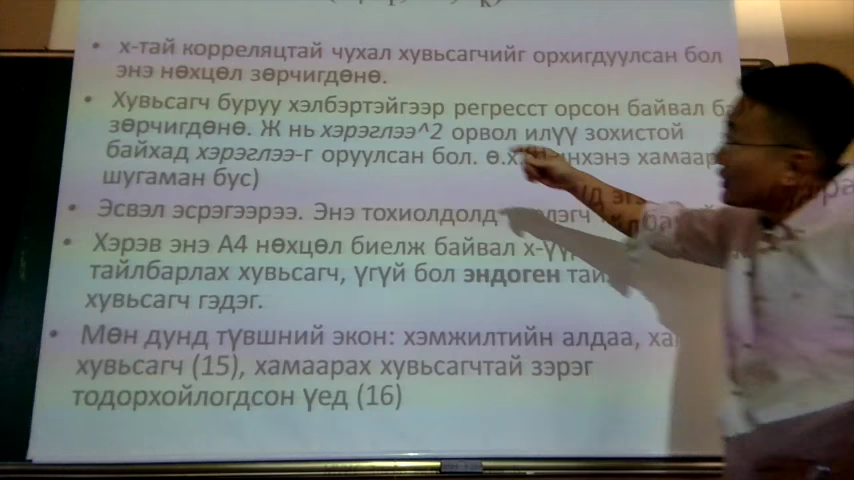 • х-тай корреляцтай чухал хувьсагчийг орхигдуулсан бол
энэ нөхцөл зөрчигдөнө.
• Хувьсагч буруу хэлбэртэйгээр регресст орсон байвал
зөрчигдөнө. Ж нь хэрэглээ^2 орвол илүү зохистой
байхад хэрэглээ-г оруулсан бол.
шугаман бус)
• Эсвэл эсрэгээрээ. Энэ тохиолдолд
• Хэрэв энэ А4 нөхцөл биелж байвал
тайлбарлах хувьсагч, үгүй бол эндоген
хувьсагч гэдэг.
• Мөн дунд түвшний экон: хэмжилтийн алдаа,
хувьсагч (15), хамаарах хувьсагчтай зэрэг
тодорхойлогдсон үед (16)